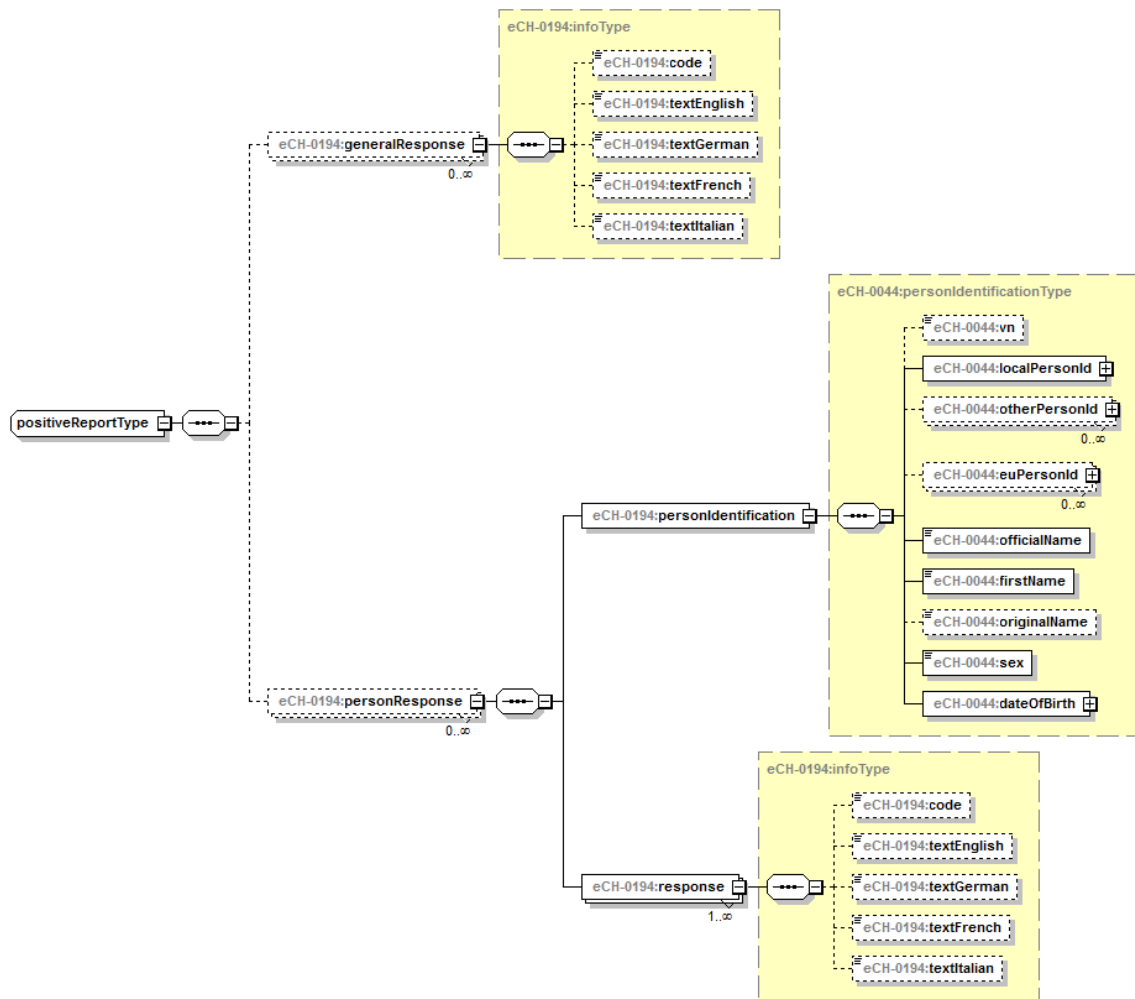 eCH-0194:infoType
eCH-0194:code
eCH-0194:textEnglish
eCH-0194:generalResponse
0..∞
eCH-0194:textGerman
eCH-0194:textFrench
eCH-0194:textItalian
eCH-0044:personIdentificationType
eCH-0044:vn
eCH-0044:localPersonId
eCH-0044:otherPersonId
0..∞
positiveReportType
eCH-0044:euPersonId
0..∞
eCH-0194:personIdentification
eCH-0044:officialName
eCH-0044:firstName
eCH-0044:originalName
eCH-0044:sex
eCH-0044:dateOfBirth
eCH-0194:personResponse
0..∞
eCH-0194:infoType
eCH-0194:code
eCH-0194:textEnglish
eCH-0194:response
1..∞
eCH-0194:textGerman
eCH-0194:textFrench
eCH-0194:textItalian